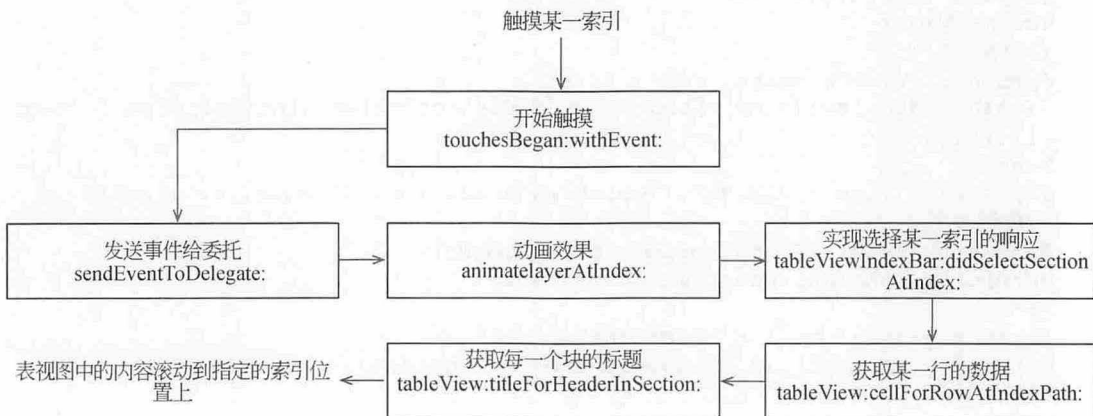 触摸某一索引
开始触摸
touchesBegan:withEvent:
发送事件给委托
sendEventToDelegate:
动画效果
animatelayerAtIndex:
实现选择某一索引的响应
tableViewIndexBar:didSelectSection
AtIndex:
表视图中的内容滚动到指定的索引位
置上
获取每一个块的标题
tableView:titleForHeaderInSection:
获取某一行的数据
tableView:cellForRowAtIndexPath: